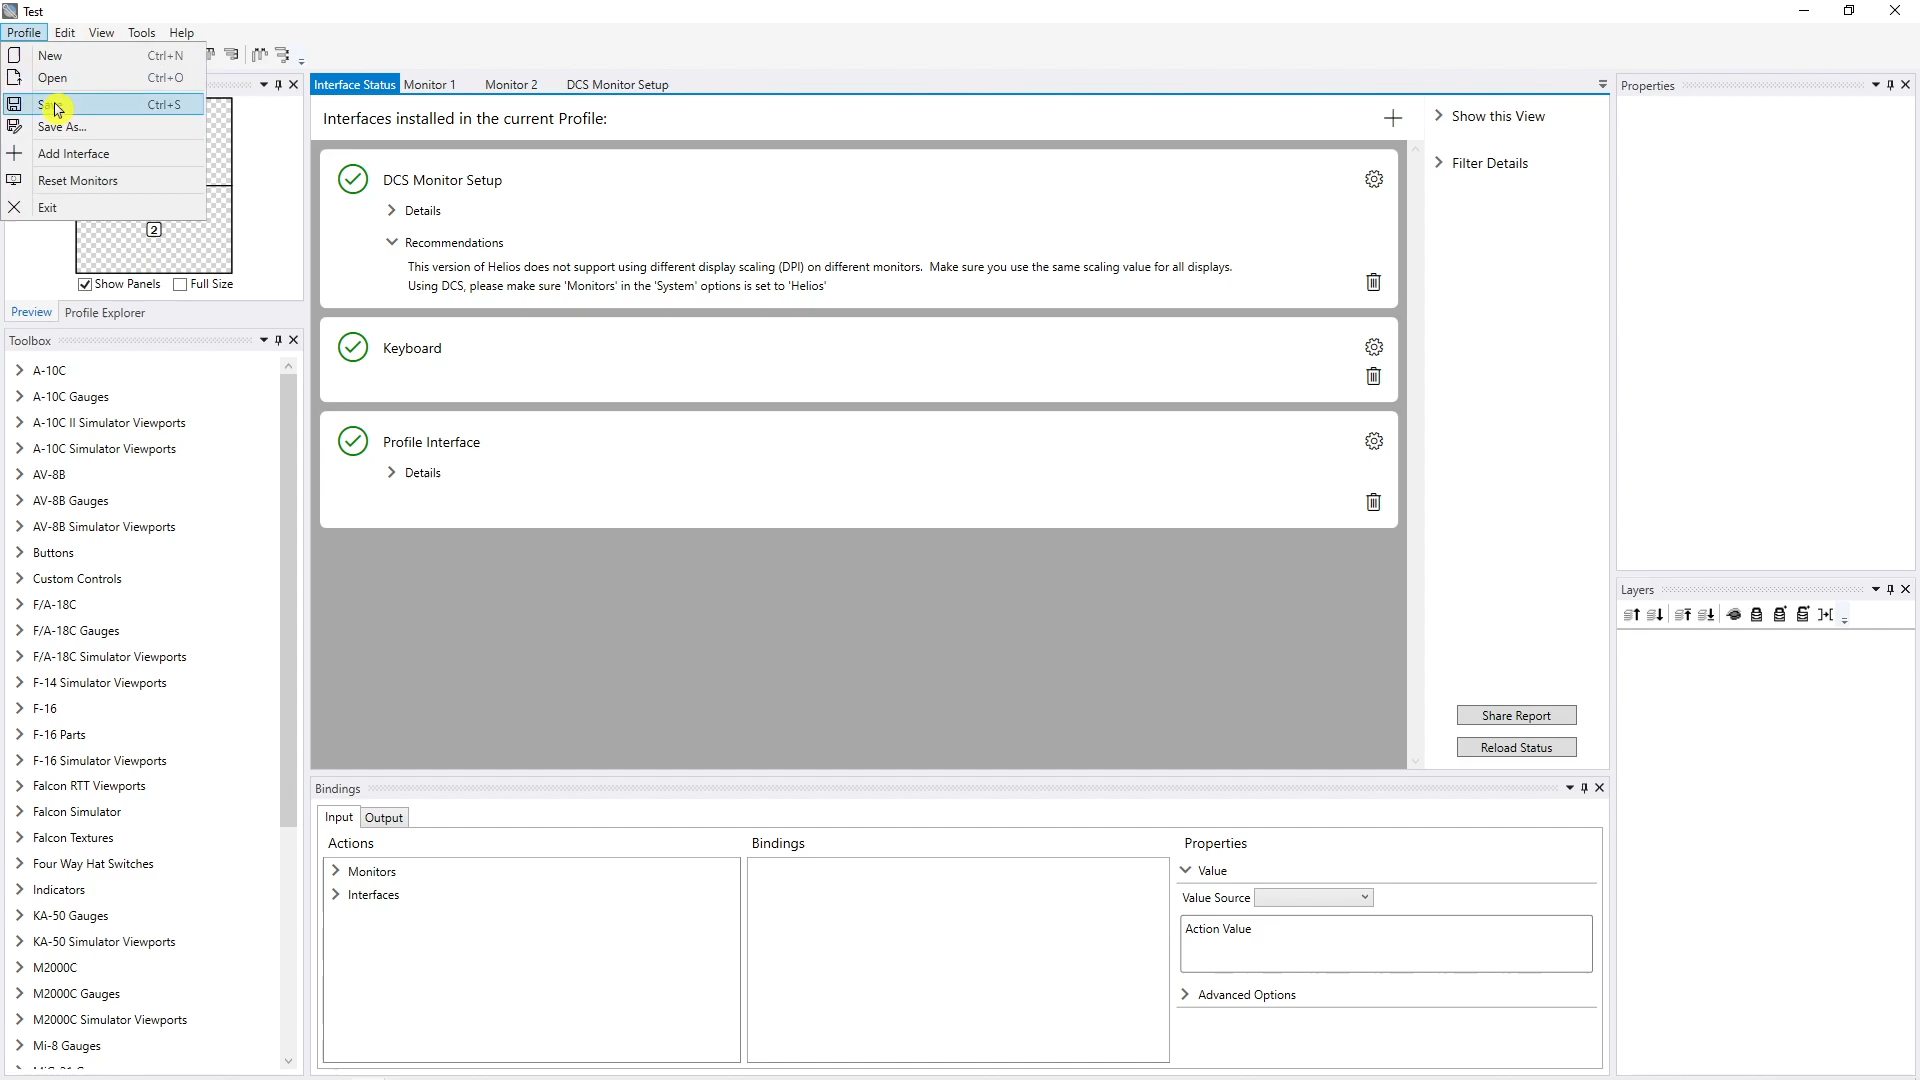 Test
Profile Edit View Tools Help
New Ctrl+N
Open Ctrl+O
Save Ctrl+S
Save As...
Add Interface
Reset Monitors
Exit
2
Show Panels Full Size
Preview Profile Explorer
Toolbox
A-10C
A-10C Gauges
A-10C II Simulator Viewports
A-10C Simulator Viewports
AV-8B
AV-8B Gauges
AV-8B Simulator Viewports
Buttons
Custom Controls
F/A-18C
F/A-18C Gauges
F/A-18C Simulator Viewports
F-14 Simulator Viewports
F-16
F-16 Parts
F-16 Simulator Viewports
Falcon RTT Viewports
Falcon Simulator
Falcon Textures
Four Way Hat Switches
Indicators
KA-50 Gauges
KA-50 Simulator Viewports
M2000C
M2000C Gauges
M2000C Simulator Viewports
Mi-8 Gauges
Interface Status Monitor 1 Monitor 2 DCS Monitor Setup
Interfaces installed in the current Profile:
DCS Monitor Setup
Details
Recommendations
This version of Helios does not support using different display scaling (DPI) on different monitors. Make sure you use the same scaling value for all displays.
Using DCS, please make sure 'Monitors' in the 'System' options is set to 'Helios'
Keyboard
Profile Interface
Details
Show this View
Filter Details
Share Report
Reload Status
Bindings
Input Output
Actions Bindings Properties
Monitors
Interfaces
Value
Value Source
Action Value
Advanced Options
Properties
Layers